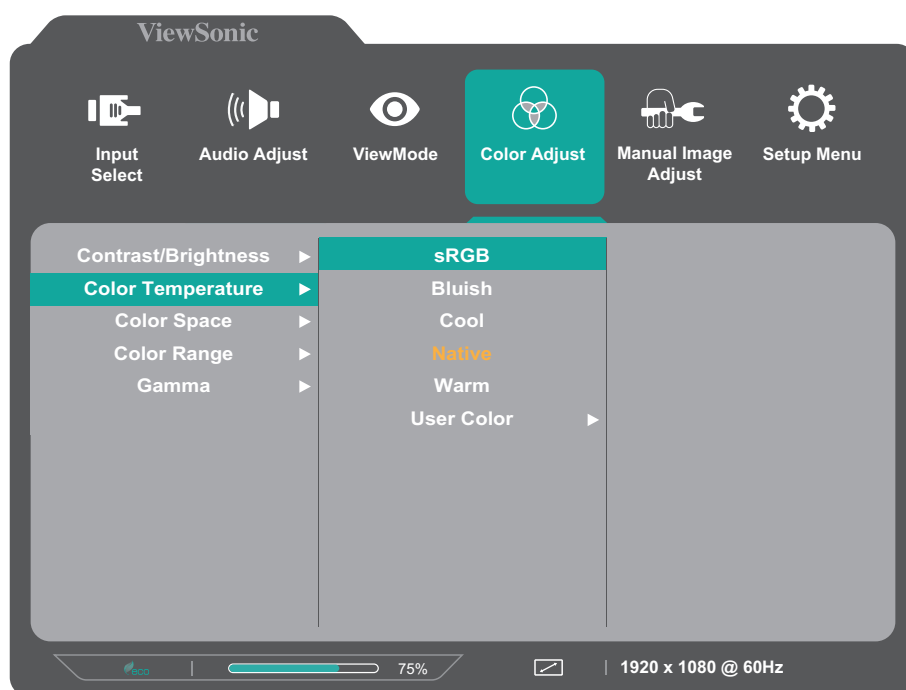 ViewSonic
Input
Select
Audio Adjust
ViewMode
Color Adjust
Manual Image
Adjust
Setup Menu
Contrast/Brightness
Color Temperature
Color Space
Color Range
Gamma
sRGB
Bluish
Cool
Native
Warm
User Color
eco
75%
1920 x 1080 @ 60Hz